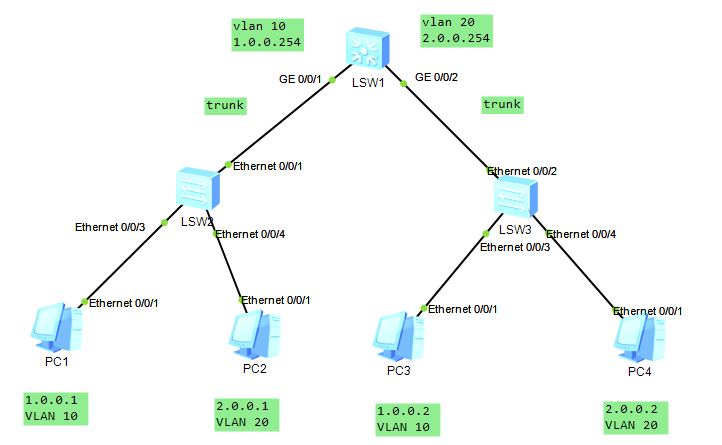 vlan 10
1.0.0.254
vlan 20
2.0.0.254
GE 0/0/1
LSW1
GE 0/0/2
trunk
trunk
Ethernet 0/0/1
Ethernet 0/0/2
LSW2
LSW3
Ethernet 0/0/3
Ethernet 0/0/4
Ethernet 0/0/3
Ethernet 0/0/4
Ethernet 0/0/1
Ethernet 0/0/1
Ethernet 0/0/1
Ethernet 0/0/1
PC1
PC2
PC3
PC4
1.0.0.1
VLAN 10
2.0.0.1
VLAN 20
1.0.0.2
VLAN 10
2.0.0.2
VLAN 20